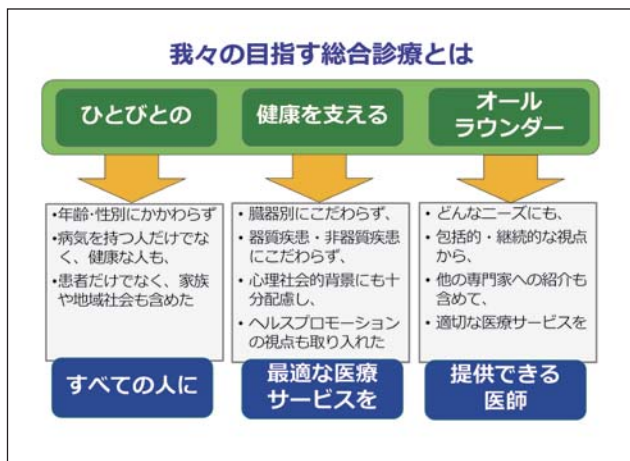 我々の目指す総合診療とは
ひとびとの
健康を支える
オール
ラウンダー
•年齢・性別にかかわらず
•病気を持つ人だけでな
く、健康な人も、
•患者だけでなく、家族
や地域社会も含めた
• 臓器別にこだわらず、
• 器質疾患・非器質疾患
にこだわらず、
• 心理社会的背景にも十
分配慮し、
• ヘルスプロモーション
の視点も取り入れた
• どんなニーズにも、
• 包括的・継続的な視点
から、
• 他の専門家への紹介も
含めて、
• 適切な医療サービスを
すべての人に
最適な医療
サービスを
提供できる
医師